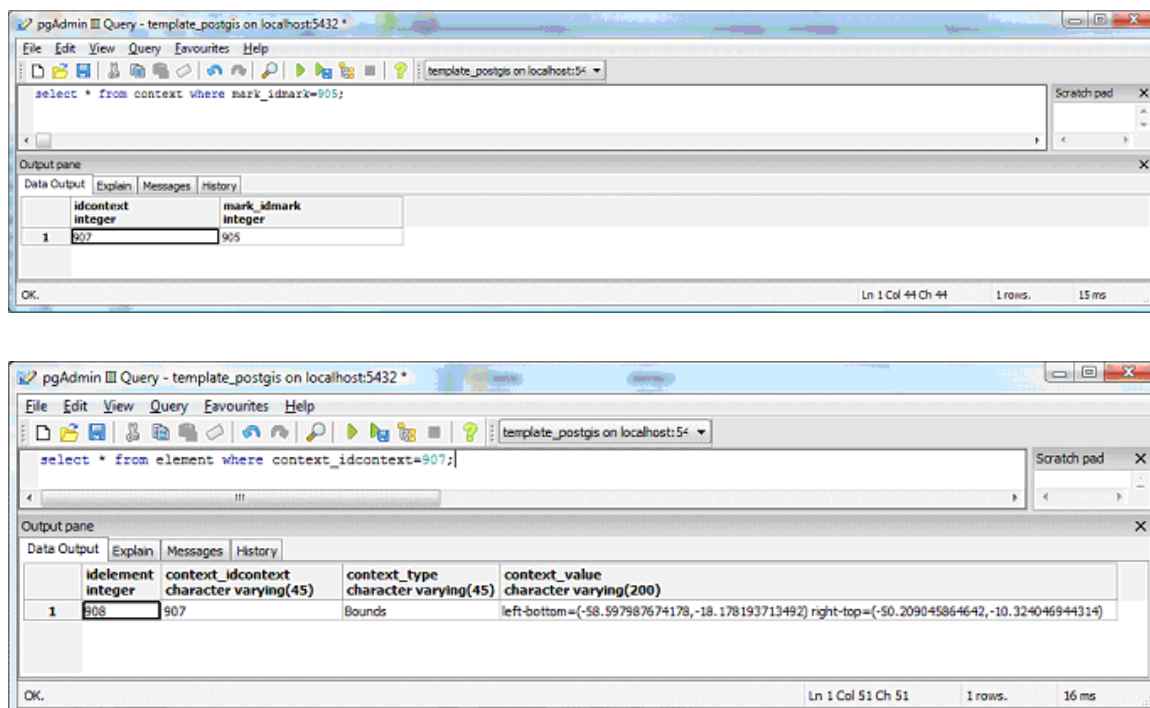 pgAdmin III Query - template_postgis on localhost:5432 *
File Edit View Query Favourites Help
template_postgis on localhost:54
select * from context where mark_idmark=905;
Scratch pad
Output pane
Data Output Explain Messages History
idcontext mark_idmark
integer integer
1 907 905
OK. Ln 1 Col 44 Ch 44 1 rows. 15 ms
pgAdmin III Query - template_postgis on localhost:5432 *
File Edit View Query Favourites Help
template_postgis on localhost:54
select * from element where context_idcontext=907;
Scratch pad
Output pane
Data Output Explain Messages History
idelement context_idcontext context_type context_value
integer character varying(45) character varying(45) character varying(200)
1 908 907 Bounds left-bottom=(-58.597987674178,-18.178193713492) right-top=(-50.209045864642,-10.324046944314)
OK. Ln 1 Col 51 Ch 51 1 rows. 16 ms